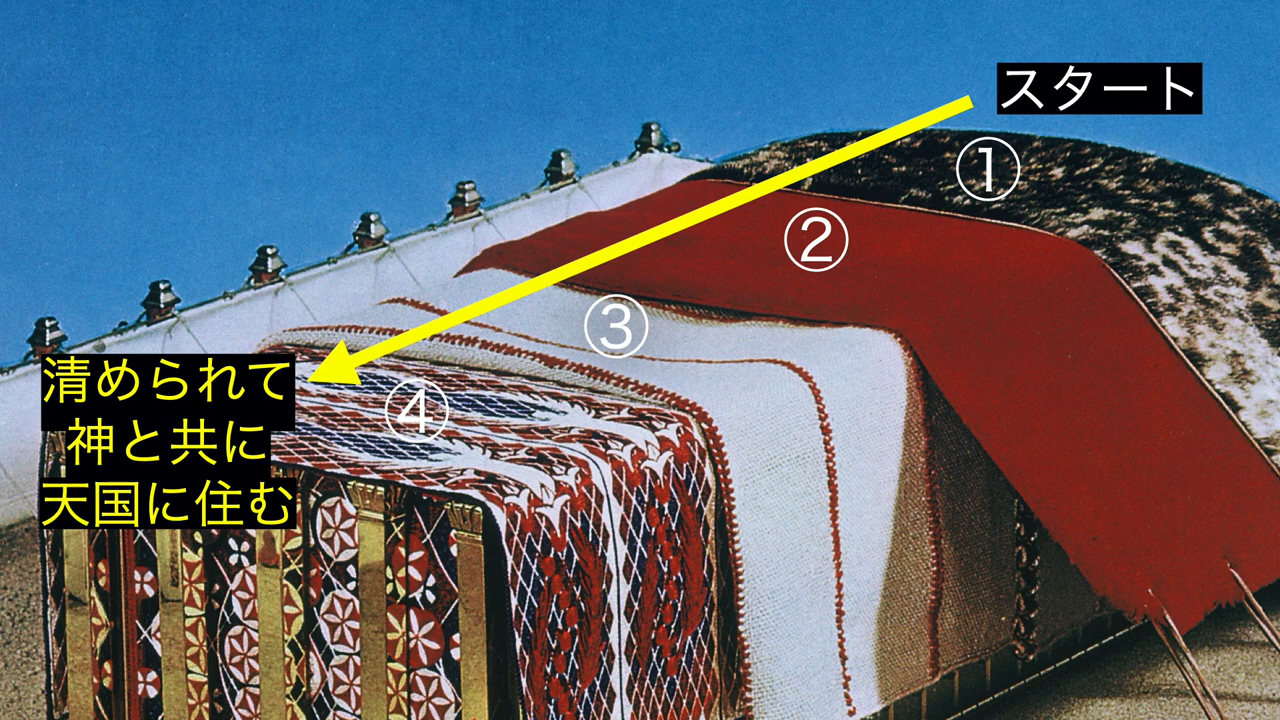 スタート
①
②
③
④
清められて
神と共に
天国に住む